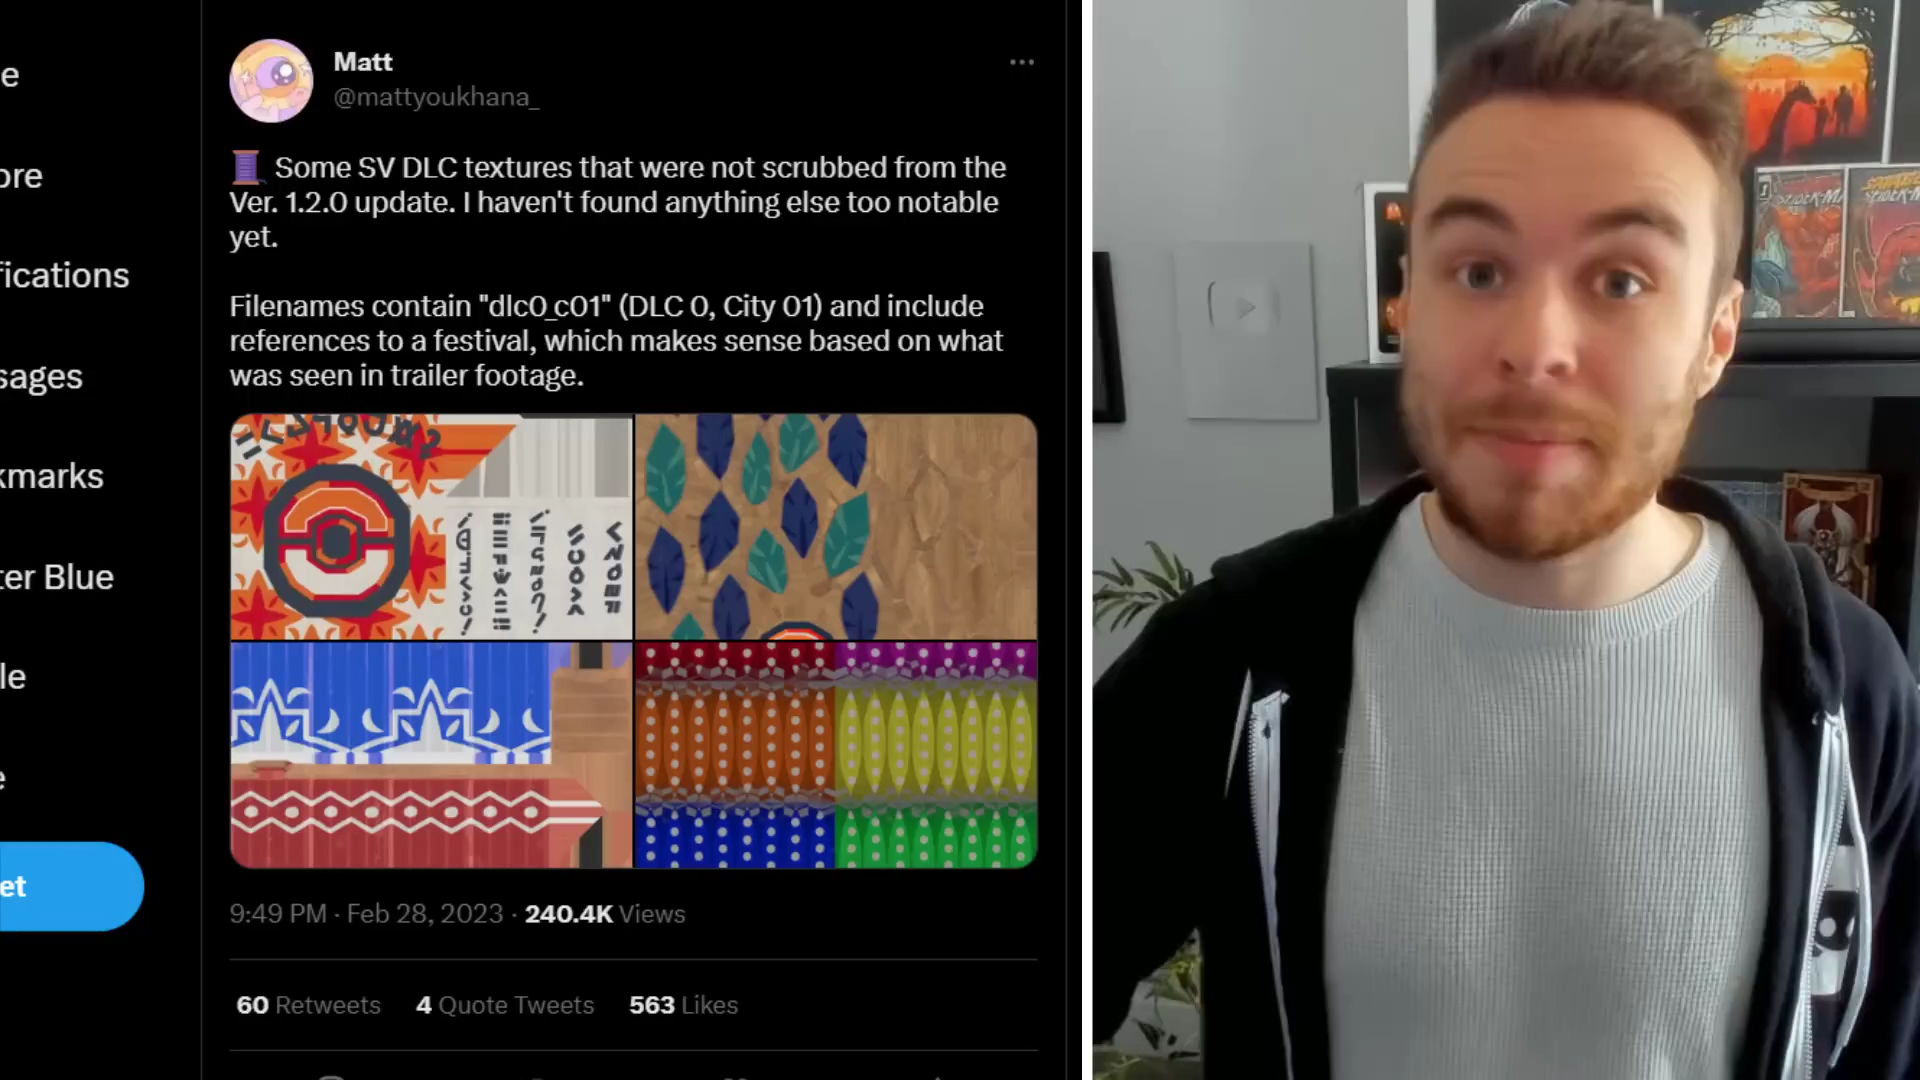 e
ore
fications
sages
kmarks
ter Blue
le
e
et
Matt
@mattyoukhana_
🧵 Some SV DLC textures that were not scrubbed from the
Ver. 1.2.0 update. I haven't found anything else too notable
yet.
Filenames contain "dlc0_c01" (DLC 0, City 01) and include
references to a festival, which makes sense based on what
was seen in trailer footage.
9:49 PM · Feb 28, 2023 · 240.4K Views
60 Retweets 4 Quote Tweets 563 Likes